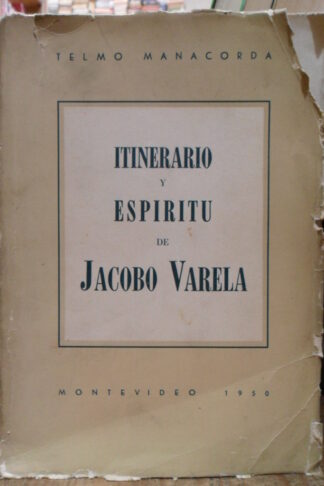 TELMO MANACORDA
ITINERARIO
Y
ESPIRITU
DE
JACOBO VARELA
MONTEVIDEO 1950